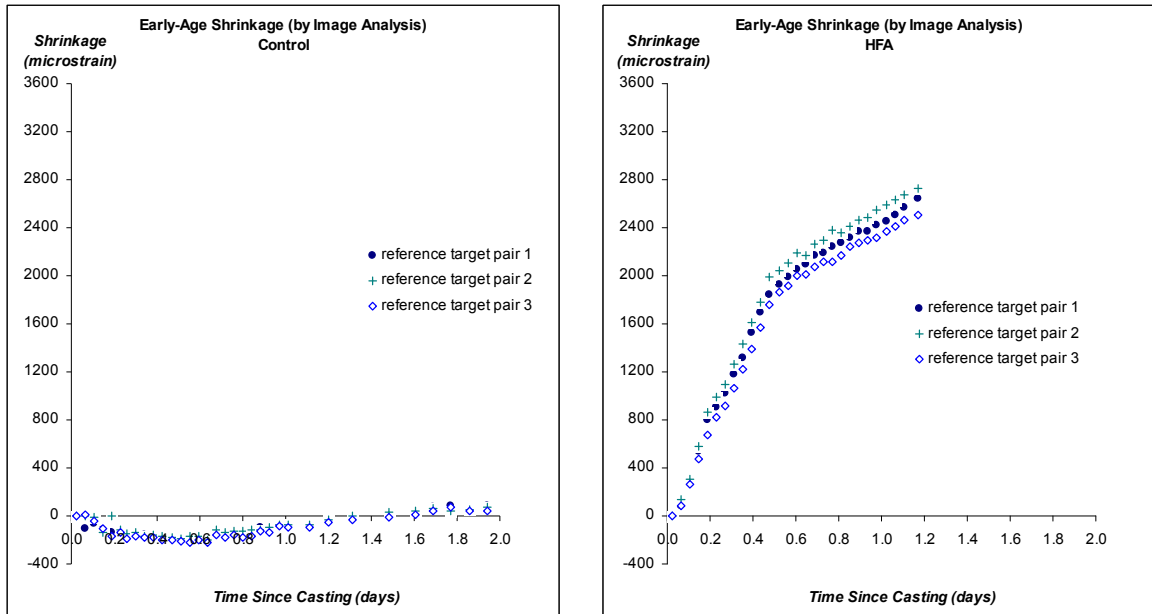 Early-Age Shrinkage (by Image Analysis)
Control
Shrinkage
(microstrain)
3600
3200
2800
2400
2000
1600
1200
800
400
0
-400
reference target pair 1
reference target pair 2
reference target pair 3
0.0 0.2 0.4 0.6 0.8 1.0 1.2 1.4 1.6 1.8 2.0
Time Since Casting (days)
Early-Age Shrinkage (by Image Analysis)
HFA
Shrinkage
(microstrain)
3600
3200
2800
2400
2000
1600
1200
800
400
0
-400
reference target pair 1
reference target pair 2
reference target pair 3
0.0 0.2 0.4 0.6 0.8 1.0 1.2 1.4 1.6 1.8 2.0
Time Since Casting (days)